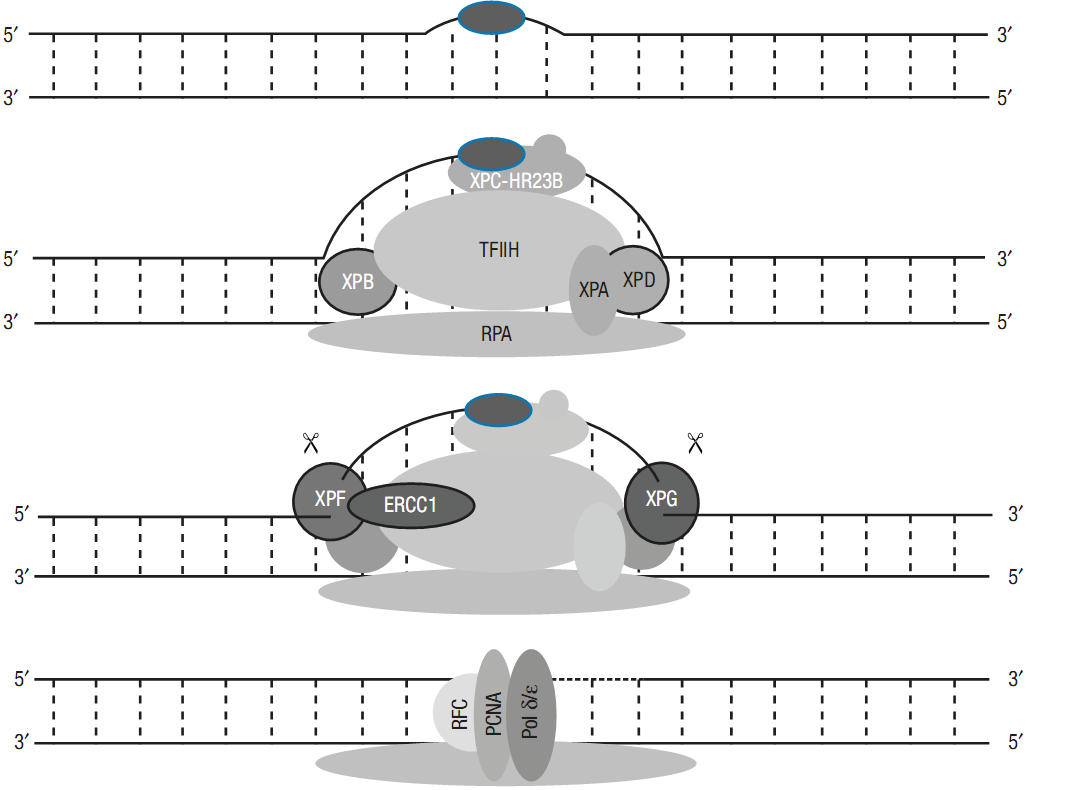 5′ 3′
3′ 5′
XPC-HR23B
TFIIH
5′ 3′
XPB XPA XPD
3′ 5′
RPA
XPF ERCC1 XPG
5′ 3′
3′ 5′
5′ 3′
RFC PCNA Pol δ/ε
3′ 5′